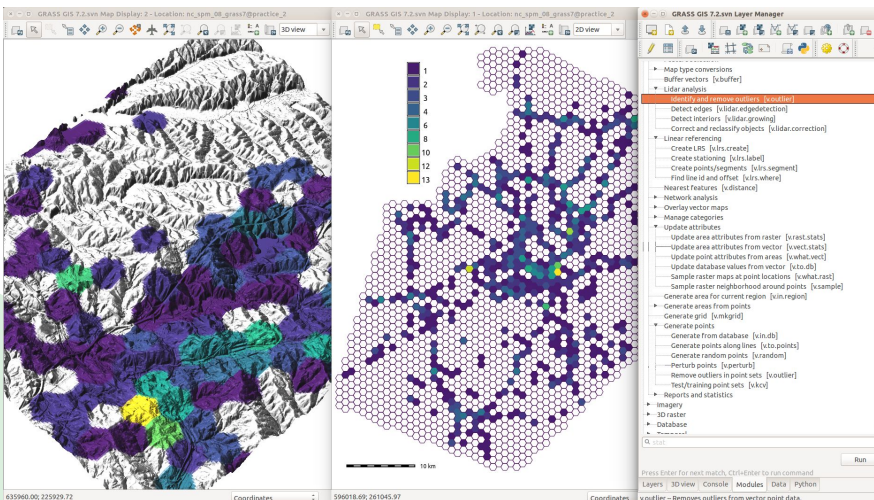 GRASS GIS 7.2.svn Map Display: 2 - Location: nc_spm_08_grass7@practice_2
3D view
635960.00; 225929.72
Coordinates
GRASS GIS 7.2.svn Map Display: 1 - Location: nc_spm_08_grass7@practice_2
2D view
1
2
3
4
6
8
10
12
13
10 km
596018.69; 261045.97
Coordinates
GRASS GIS 7.2.svn Layer Manager
Map type conversions
Buffer vectors [v.buffer]
Lidar analysis
Identify and remove outliers [v.outlier]
Detect edges [v.lidar.edgedetection]
Detect interiors [v.lidar.growing]
Correct and reclassify objects [v.lidar.correction]
Linear referencing
Create LRS [v.lrs.create]
Create stationing [v.lrs.label]
Create points/segments [v.lrs.segment]
Find line id and offset [v.lrs.where]
Nearest features [v.distance]
Network analysis
Overlay vector maps
Manage categories
Update attributes
Update area attributes from raster [v.rast.stats]
Update area attributes from vector [v.vect.stats]
Update point attributes from areas [v.what.vect]
Update database values from vector [v.to.db]
Sample raster maps at point locations [v.what.rast]
Sample raster neighborhood around points [v.sample]
Generate area for current region [v.in.region]
Generate areas from points
Generate grid [v.mkgrid]
Generate points
Generate from database [v.in.db]
Generate points along lines [v.to.points]
Generate random points [v.random]
Perturb points [v.perturb]
Remove outliers in point sets [v.outlier]
Test/training point sets [v.kcv]
Reports and statistics
Imagery
3D raster
Database
stat
Run
Press Enter for next match, Ctrl+Enter to run command
Layers 3D view Console Modules Data Python
v.outlier - Removes outliers from vector point data.